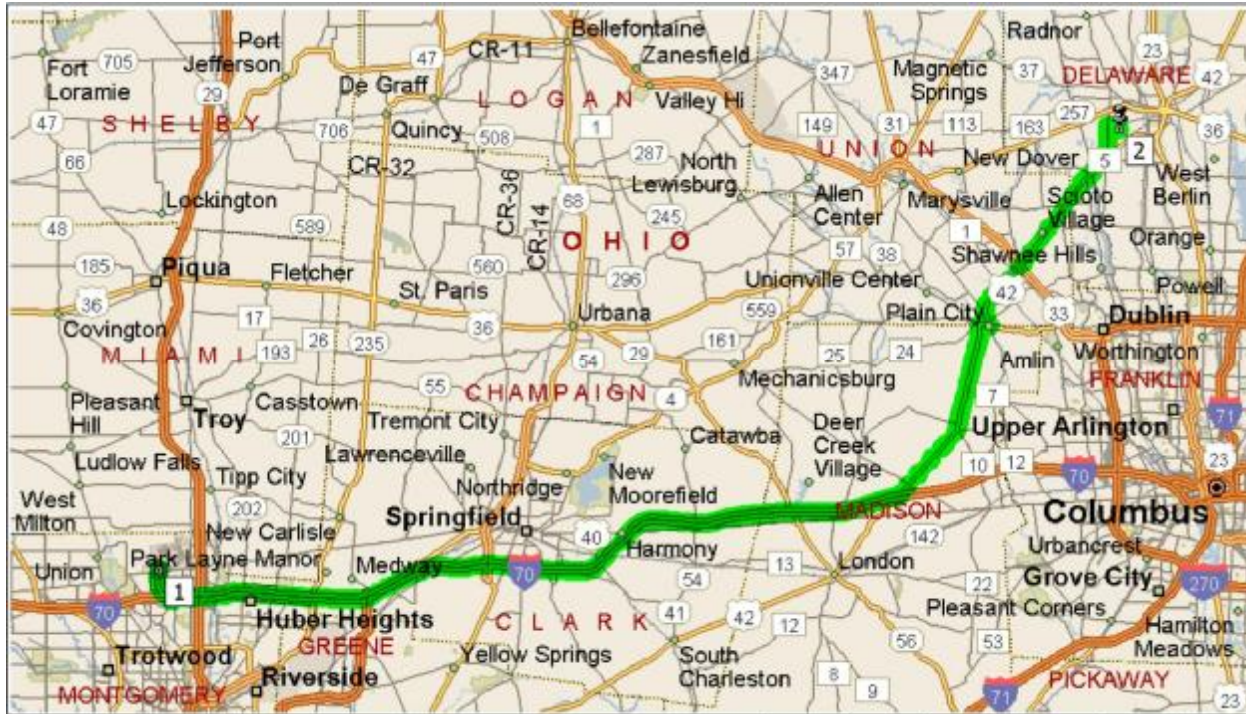 Bellefontaine
Radnor
Port
Jefferson
705
47
CR-11
Zanesfield
347
Magnetic
Springs
37
23
DELAWARE
42
Fort
Loramie
29
De Graff
LOGAN
Valley Hi
257
3
SHELBY
47
706
Quincy
508
1
149
31
113
163
2
36
66
CR-32
287
UNION
New Dover
5
North
Lewisburg
Allen
Center
Marysville
Scioto
Village
West
Berlin
Lockington
CR-36
CR-14
68
245
48
589
OHIO
57
38
1
Orange
185
Piqua
Fletcher
560
296
Unionville Center
Shawnee Hills
Powell
36
St. Paris
Urbana
559
42
Plain City
33
Dublin
Covington
17
26
36
MIAMI
193
235
54
29
161
25
24
Amlin
Worthington
55
CHAMPAIGN
Mechanicsburg
FRANKLIN
Pleasant
Hill
Troy
Casstown
Tremont City
4
7
71
201
Catawba
Deer
Creek
Village
Upper Arlington
Ludlow Falls
Lawrenceville
Tipp City
New
Moorefield
10
12
70
23
West
Milton
202
Northridge
New Carlisle
Springfield
MADISON
Columbus
40
142
Urbancrest
Union
Park Layne Manor
Medway
Harmony
13
London
70
1
70
54
22
Grove City
270
Huber Heights
CLARK
41
42
12
Pleasant Corners
GREENE
53
Hamilton
Meadows
Trotwood
Yellow Springs
South
Charleston
56
8
9
MONTGOMERY
Riverside
71
PICKAWAY
23